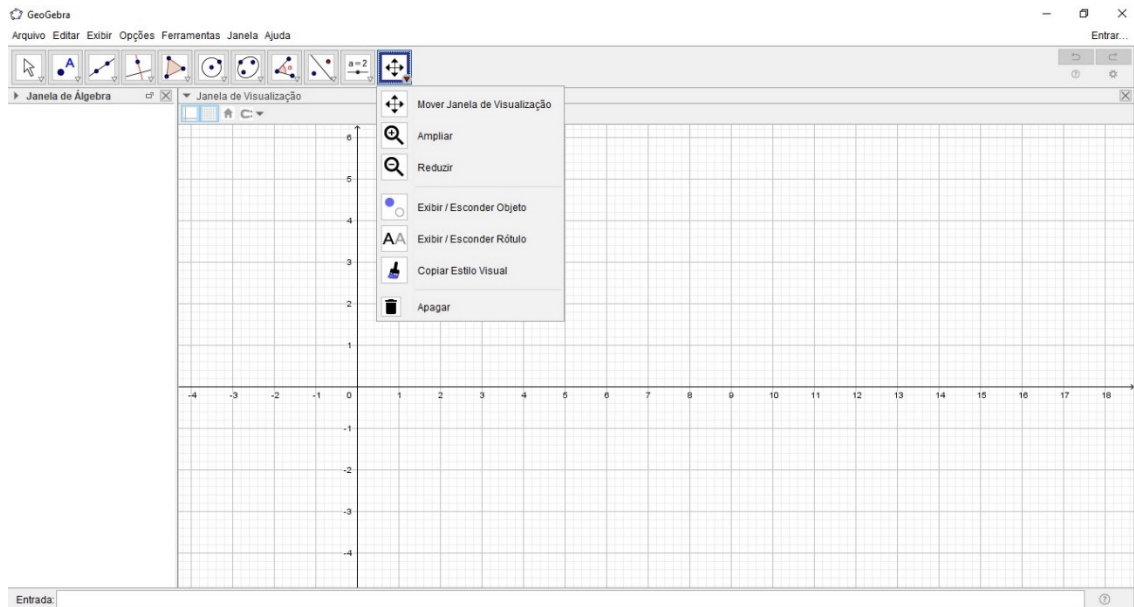 GeoGebra
Arquivo Editar Exibir Opções Ferramentas Janela Ajuda
Entrar...
A
α
a=2
Janela de Álgebra
Janela de Visualização
Mover Janela de Visualização
Ampliar
Reduzir
Exibir / Esconder Objeto
AA Exibir / Esconder Rótulo
Copiar Estilo Visual
Apagar
6
5
4
3
2
1
-4 -3 -2 -1 0 1 2 3 4 5 6 7 8 9 10 11 12 13 14 15 16 17 18
-1
-2
-3
-4
Entrada: